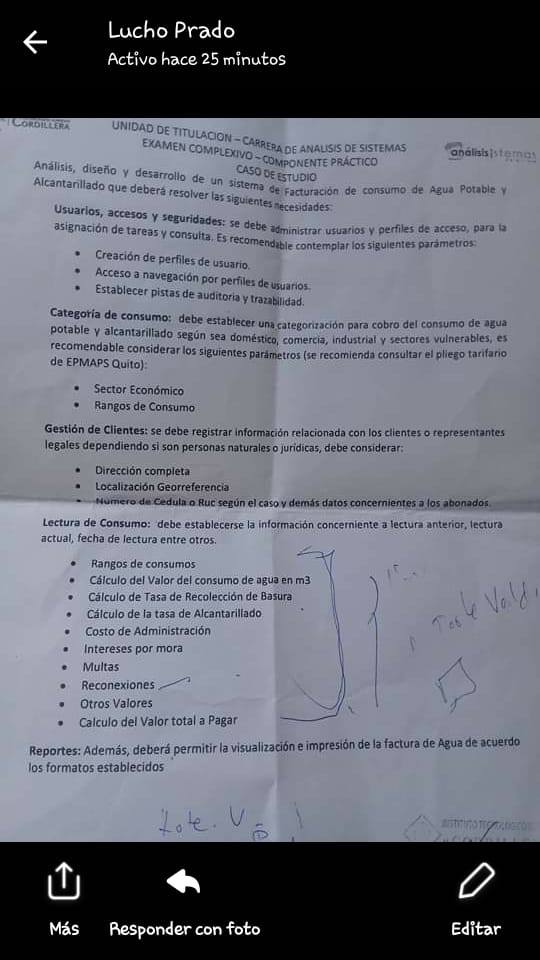 Lucho Prado
Activo hace 25 minutos
CORDILLERA
UNIDAD DE TITULACION – CARRERA DE ANALISIS DE SISTEMAS
EXAMEN COMPLEXIVO – COMPONENTE PRÁCTICO
CASO DE ESTUDIO
análisis sistemas
Análisis, diseño y desarrollo de un sistema de Facturación de consumo de Agua Potable y
Alcantarillado que deberá resolver las siguientes necesidades:
Usuarios, accesos y seguridades: se debe administrar usuarios y perfiles de acceso, para la
asignación de tareas y consulta. Es recomendable contemplar los siguientes parámetros:
• Creación de perfiles de usuario.
• Acceso a navegación por perfiles de usuarios.
• Establecer pistas de auditoria y trazabilidad.
Categoría de consumo: debe establecer una categorización para cobro del consumo de agua
potable y alcantarillado según sea doméstico, comercia, industrial y sectores vulnerables, es
recomendable considerar los siguientes parámetros (se recomienda consultar el pliego tarifario
de EPMAPS Quito):
• Sector Económico
• Rangos de Consumo
Gestión de Clientes: se debe registrar información relacionada con los clientes o representantes
legales dependiendo si son personas naturales o jurídicas, debe considerar:
• Dirección completa
• Localización Georreferencia
• Número de Cedula o Ruc según el caso y demás datos concernientes a los abonados.
Lectura de Consumo: debe establecerse la información concerniente a lectura anterior, lectura
actual, fecha de lectura entre otros.
• Rangos de consumos
• Cálculo del Valor del consumo de agua en m3
• Cálculo de Tasa de Recolección de Basura
• Cálculo de la tasa de Alcantarillado
• Costo de Administración
• Intereses por mora
• Multas
• Reconexiones
• Otros Valores
• Calculo del Valor total a Pagar
Reportes: Además, deberá permitir la visualización e impresión de la factura de Agua de acuerdo
los formatos establecidos
Más
Responder con foto
Editar